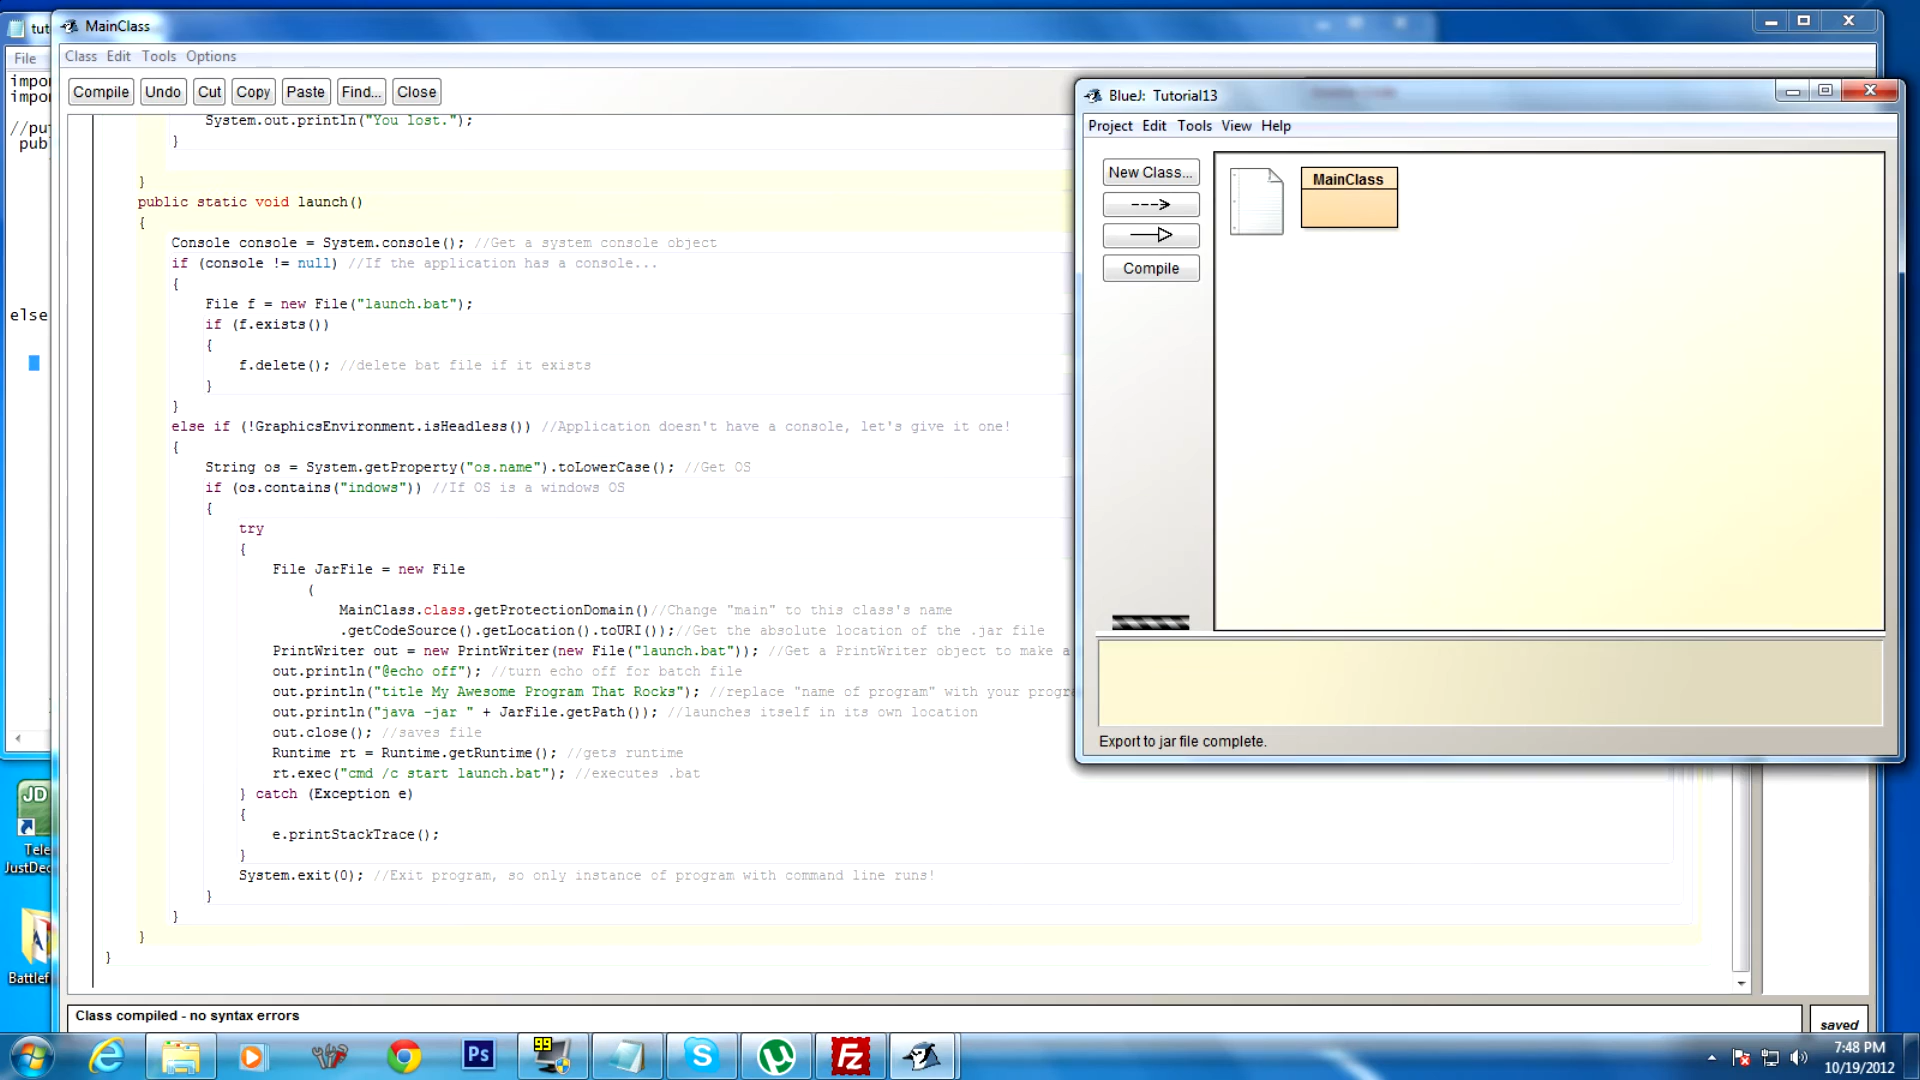 tut
File
impor
impor
//pu
else
MainClass
Class Edit Tools Options
Compile Undo Cut Copy Paste Find... Close
System.out.println("You lost.");
}
}
public static void launch()
{
Console console = System.console(); //Get a system console object
if (console != null) //If the application has a console...
{
File f = new File("launch.bat");
if (f.exists())
{
f.delete(); //delete bat file if it exists
}
}
else if (!GraphicsEnvironment.isHeadless()) //Application doesn't have a console, let's give it one!
{
String os = System.getProperty("os.name").toLowerCase(); //Get OS
if (os.contains("indows")) //If OS is a windows OS
{
try
{
File JarFile = new File
(
MainClass.class.getProtectionDomain()//Change "main" to this class's name
.getCodeSource().getLocation().toURI());//Get the absolute location of the .jar file
PrintWriter out = new PrintWriter(new File("launch.bat")); //Get a PrintWriter object to make a
out.println("@echo off"); //turn echo off for batch file
out.println("title My Awesome Program That Rocks"); //replace "name of program" with your progra
out.println("java -jar " + JarFile.getPath()); //launches itself in its own location
out.close(); //saves file
Runtime rt = Runtime.getRuntime(); //gets runtime
rt.exec("cmd /c start launch.bat"); //executes .bat
} catch (Exception e)
{
e.printStackTrace();
}
System.exit(0); //Exit program, so only instance of program with command line runs!
}
}
}
}
Class compiled - no syntax errors
saved
BlueJ: Tutorial13
Project Edit Tools View Help
New Class...
Compile
MainClass
Export to jar file complete.
JD
Tele
JustDec
Battlef
Ps
99
Fz
7:48 PM
10/19/2012